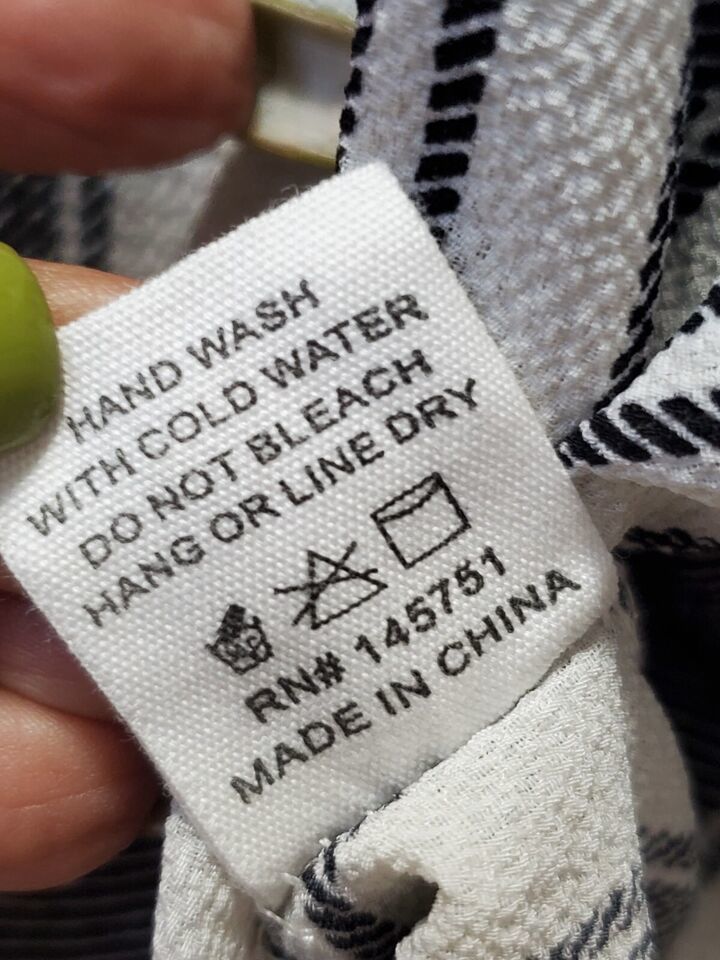 HAND WASH
WITH COLD WATER
DO NOT BLEACH
HANG OR LINE DRY
RN# 145751
MADE IN CHINA